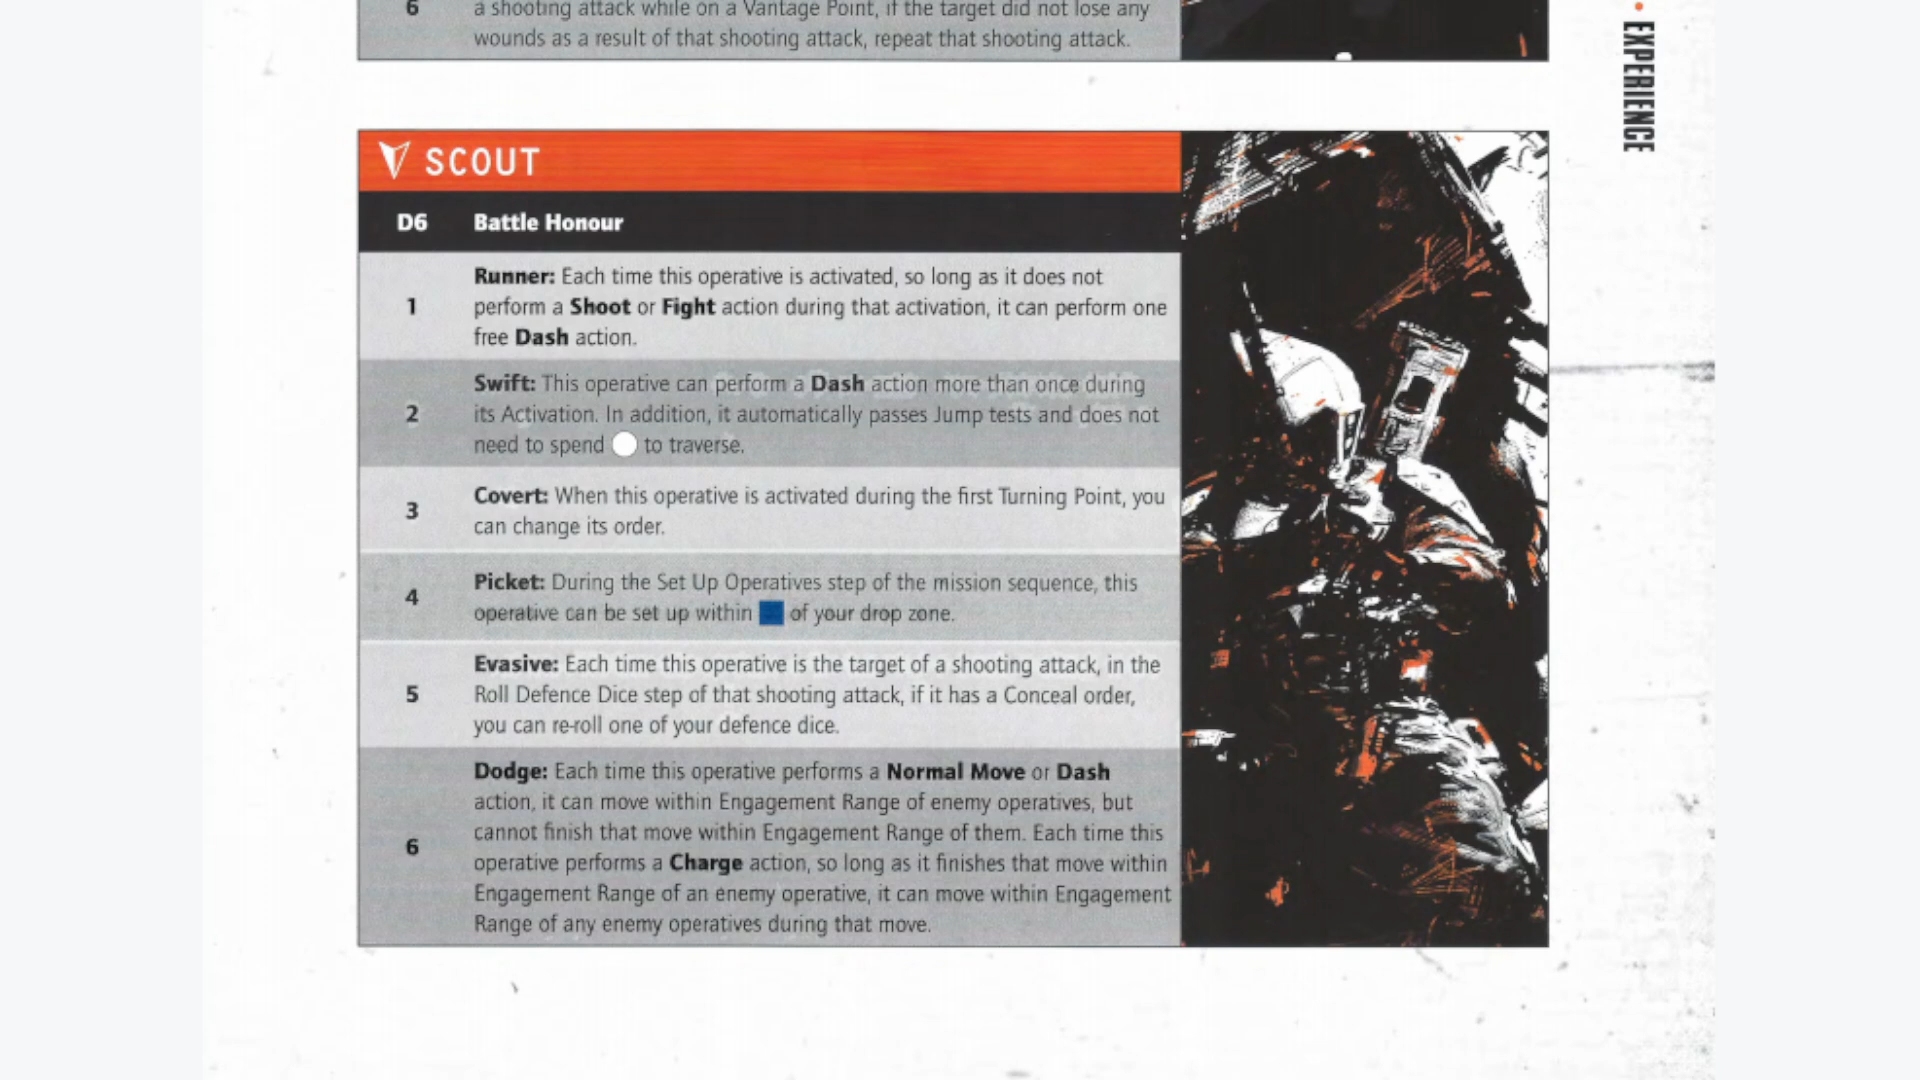 6
a shooting attack while on a Vantage Point, if the target did not lose any
wounds as a result of that shooting attack, repeat that shooting attack.
• EXPERIENCE
SCOUT
D6 Battle Honour
1
Runner: Each time this operative is activated, so long as it does not
perform a Shoot or Fight action during that activation, it can perform one
free Dash action.
2
Swift: This operative can perform a Dash action more than once during
its Activation. In addition, it automatically passes Jump tests and does not
need to spend to traverse.
3
Covert: When this operative is activated during the first Turning Point, you
can change its order.
4
Picket: During the Set Up Operatives step of the mission sequence, this
operative can be set up within of your drop zone.
5
Evasive: Each time this operative is the target of a shooting attack, in the
Roll Defence Dice step of that shooting attack, if it has a Conceal order,
you can re-roll one of your defence dice.
6
Dodge: Each time this operative performs a Normal Move or Dash
action, it can move within Engagement Range of enemy operatives, but
cannot finish that move within Engagement Range of them. Each time this
operative performs a Charge action, so long as it finishes that move within
Engagement Range of an enemy operative, it can move within Engagement
Range of any enemy operatives during that move.